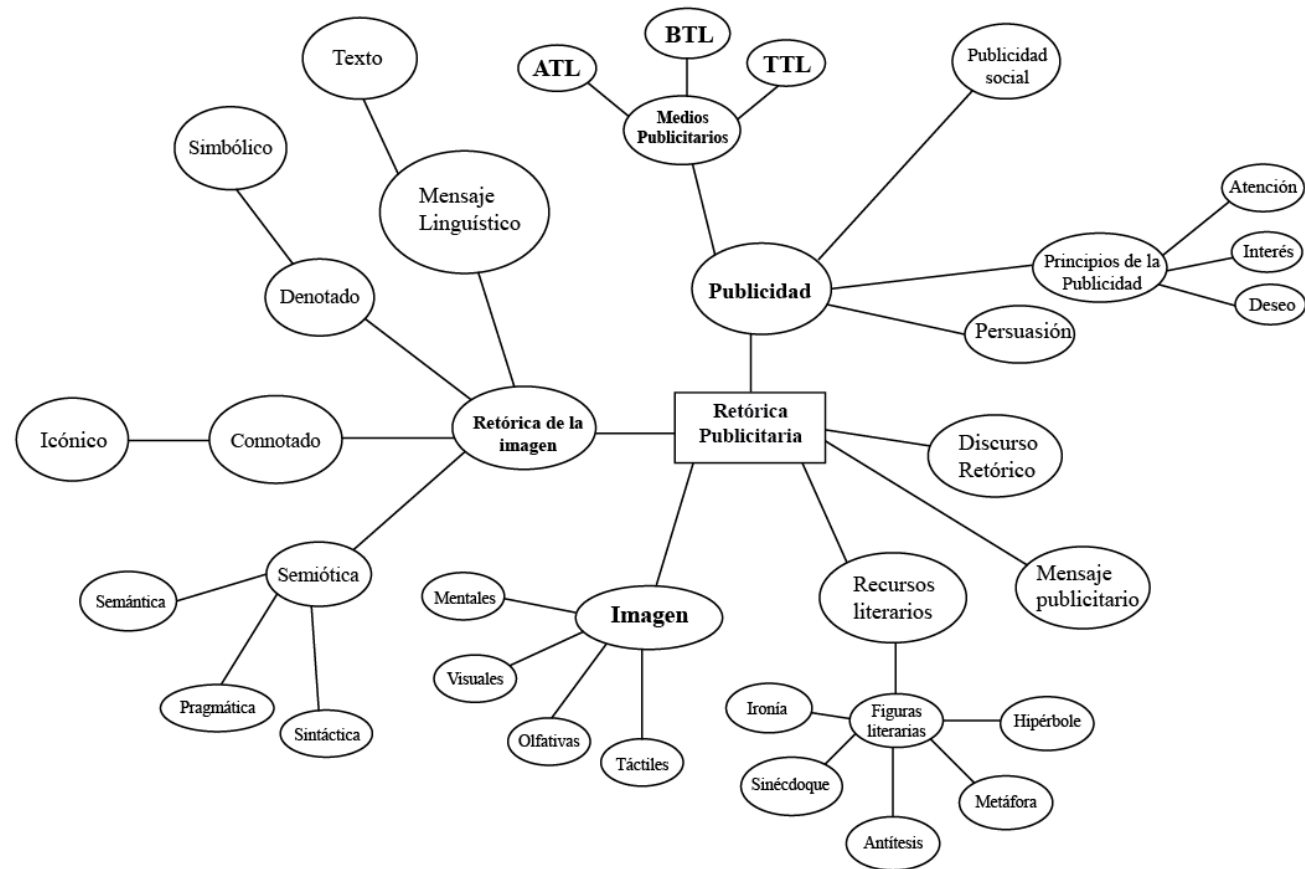 Texto
ATL
BTL
TTL
Publicidad
social
Medios
Publicitarios
Simbólico
Mensaje
Linguístico
Atención
Interés
Deseo
Principios de la
Publicidad
Denotado
Publicidad
Persuasión
Icónico
Connotado
Retórica de la
imagen
Retórica
Publicitaria
Discurso
Retórico
Semiótica
Semántica
Pragmática
Sintáctica
Imagen
Mentales
Visuales
Olfativas
Táctiles
Recursos
literarios
Mensaje
publicitario
Figuras
literarias
Ironía
Hipérbole
Sinécdoque
Metáfora
Antítesis